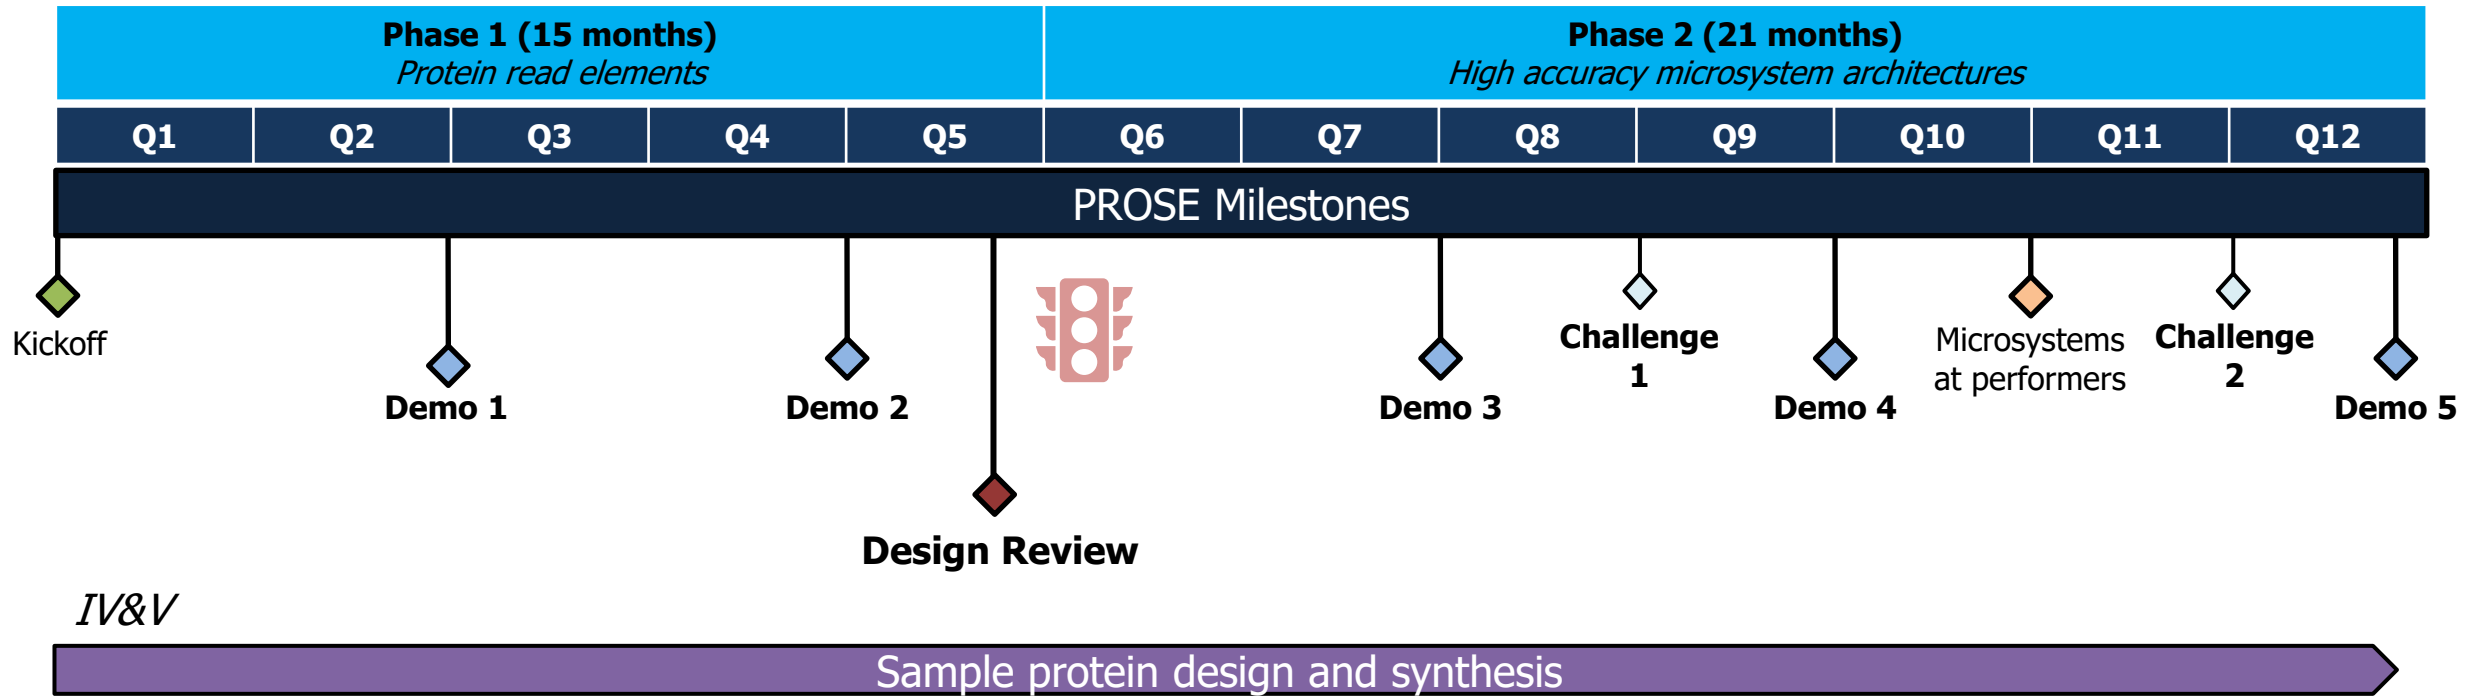 Phase 1 (15 months)
Protein read elements
Phase 2 (21 months)
High accuracy microsystem architectures
Q1 Q2 Q3 Q4 Q5 Q6 Q7 Q8 Q9 Q10 Q11 Q12
PROSE Milestones
Kickoff
Demo 1
Demo 2
Design Review
Demo 3
Challenge
1
Demo 4
Microsystems
at performers
Challenge
2
Demo 5
IV&V
Sample protein design and synthesis